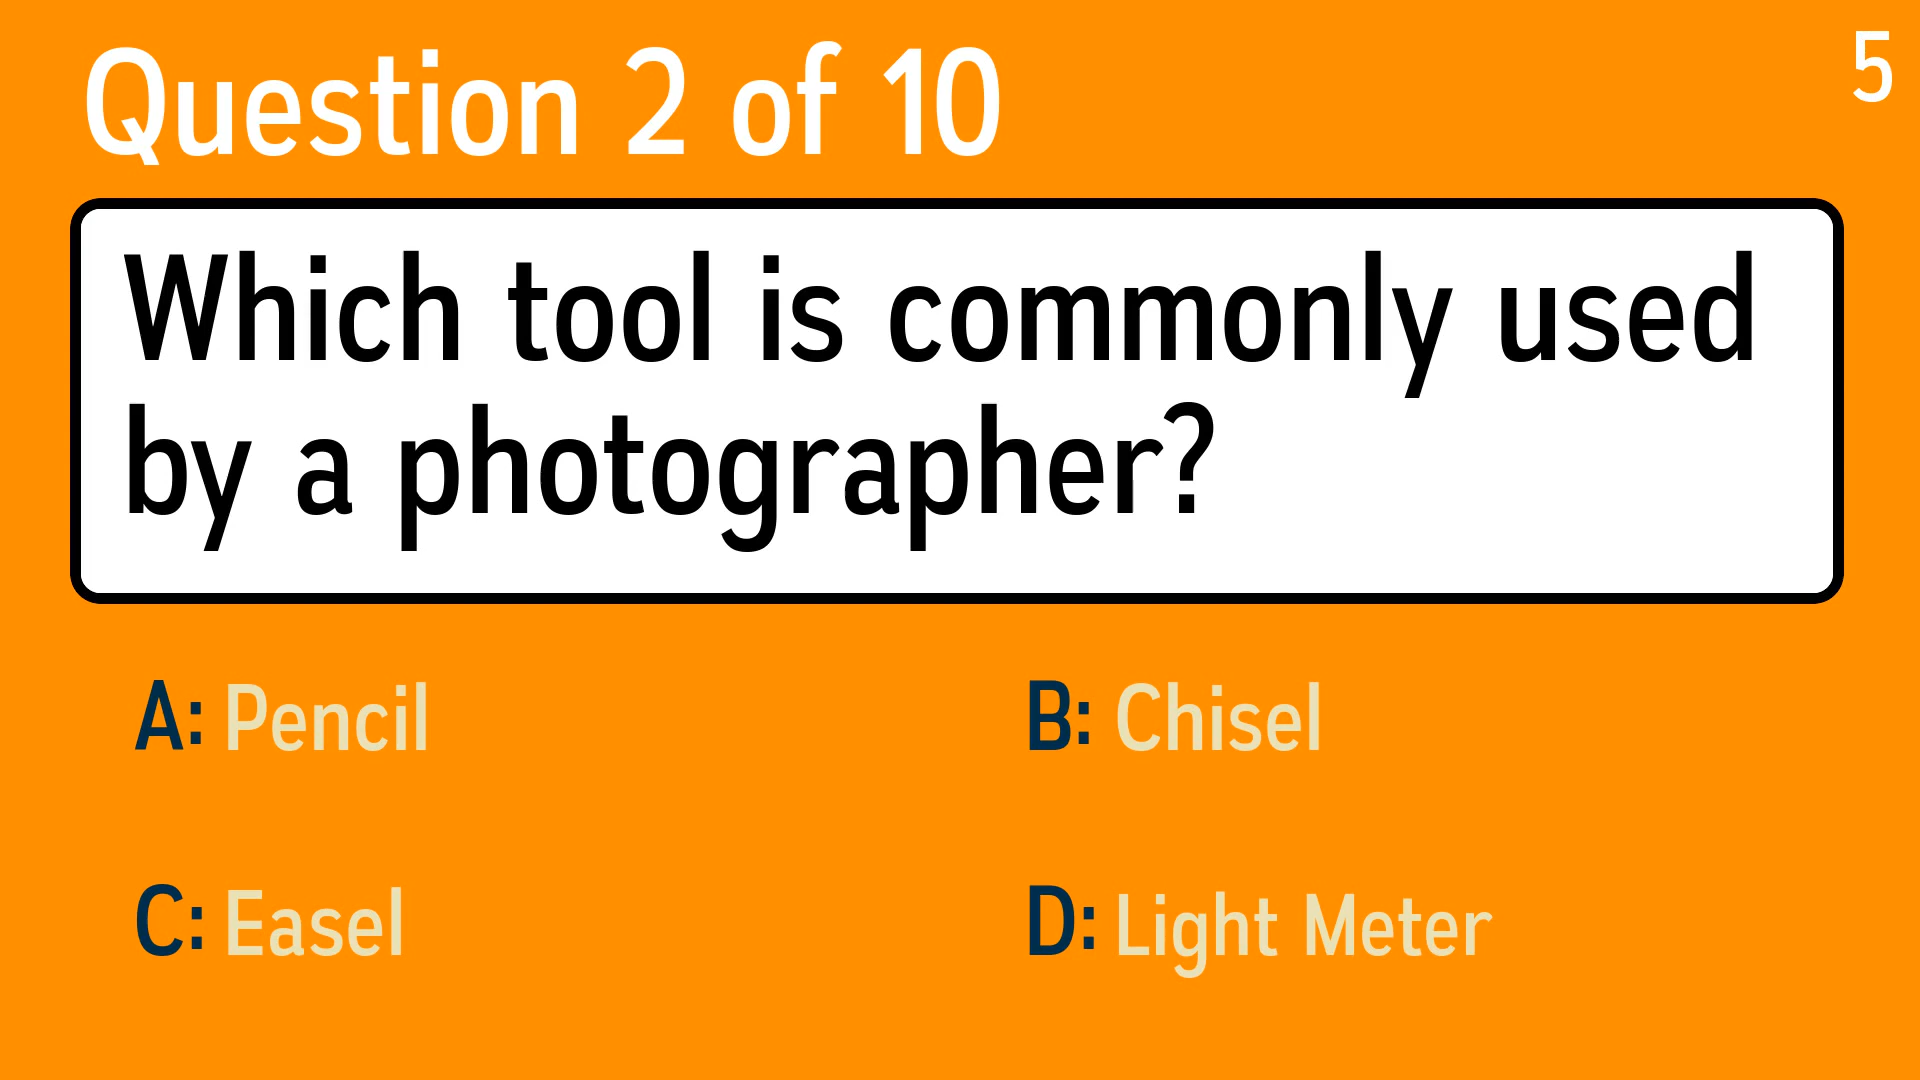 Question 2 of 10
5
Which tool is commonly used
by a photographer?
A: Pencil
B: Chisel
C: Easel
D: Light Meter